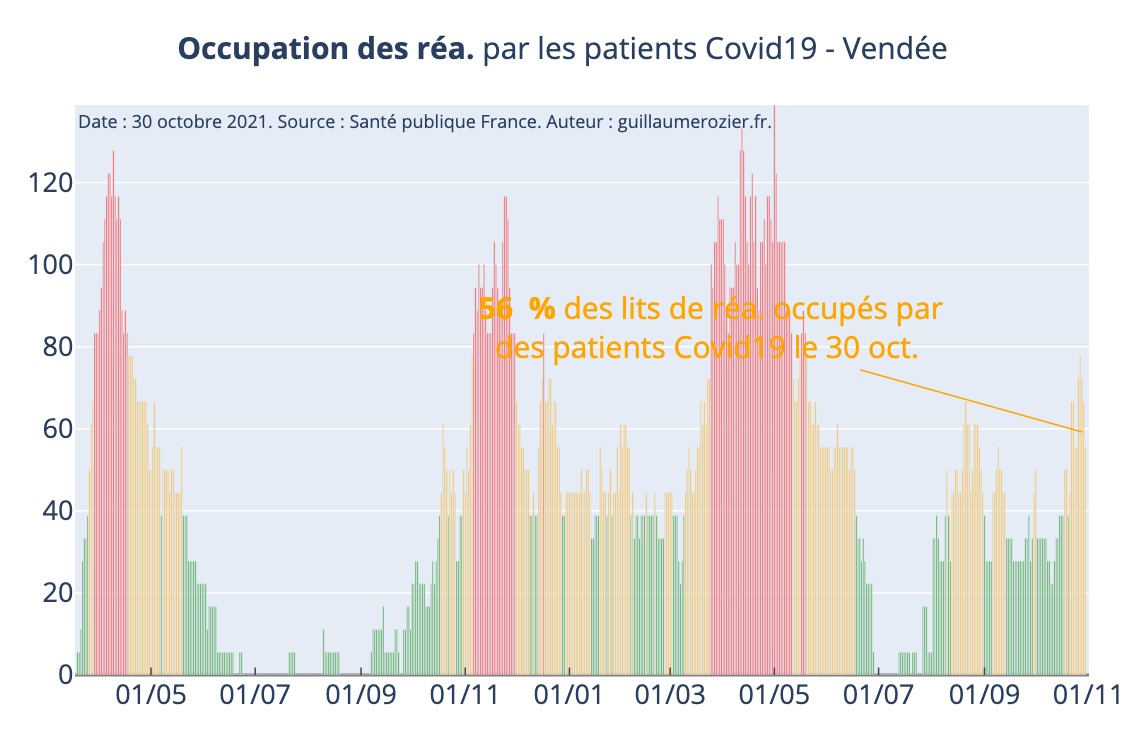 Occupation des réa. par les patients Covid19 - Vendée
Date : 30 octobre 2021. Source : Santé publique France. Auteur : guillaumerozier.fr.
120
100
56 % des lits de réa. occupés par
des patients Covid19 le 30 oct.
80
60
40
20
0
01/05 01/07 01/09 01/11 01/01 01/03 01/05 01/07 01/09 01/11